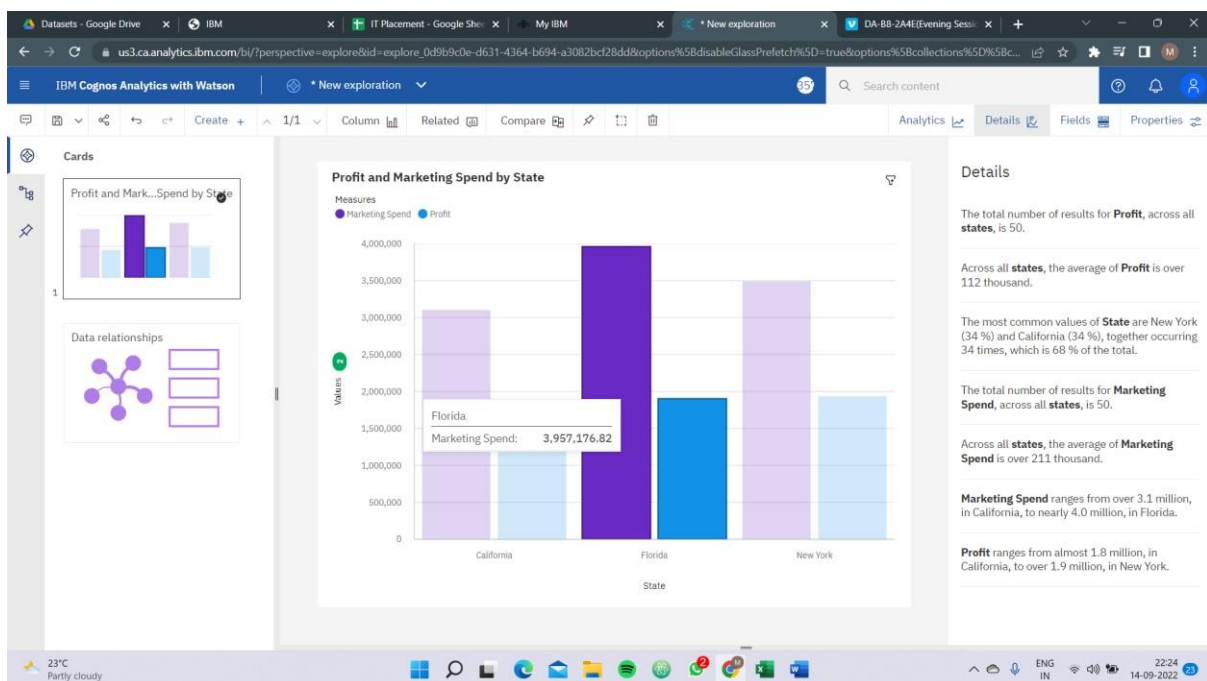 Datasets - Google Drive
IBM
IT Placement - Google Shee
My IBM
* New exploration
DA-BB-2A4E(Evening Sessi
us3.ca.analytics.ibm.com/bi/?perspective=explore&id=explore_0d9b9c0e-d631-4364-b694-a3082bcf28dd&options%5BdisableGlassPrefetch%5D=true&options%5Bcollections%5D%5Bc...
M
IBM Cognos Analytics with Watson
* New exploration
Search content
Create +
1/1
Column
Related
Compare
Analytics
Details
Fields
Properties
Cards
Profit and Mark...Spend by State
1
Data relationships
Profit and Marketing Spend by State
Measures
Marketing Spend Profit
4,000,000
3,500,000
3,000,000
2,500,000
2,000,000
1,500,000
1,000,000
500,000
0
Values
2
Florida
Marketing Spend: 3,957,176.82
California
Florida
New York
State
Details
The total number of results for Profit, across all
states, is 50.
Across all states, the average of Profit is over
112 thousand.
The most common values of State are New York
(34 %) and California (34 %), together occurring
34 times, which is 68 % of the total.
The total number of results for Marketing
Spend, across all states, is 50.
Across all states, the average of Marketing
Spend is over 211 thousand.
Marketing Spend ranges from over 3.1 million,
in California, to nearly 4.0 million, in Florida.
Profit ranges from almost 1.8 million, in
California, to over 1.9 million, in New York.
23°C
Partly cloudy
2
ENG
IN
22:24
14-09-2022
23